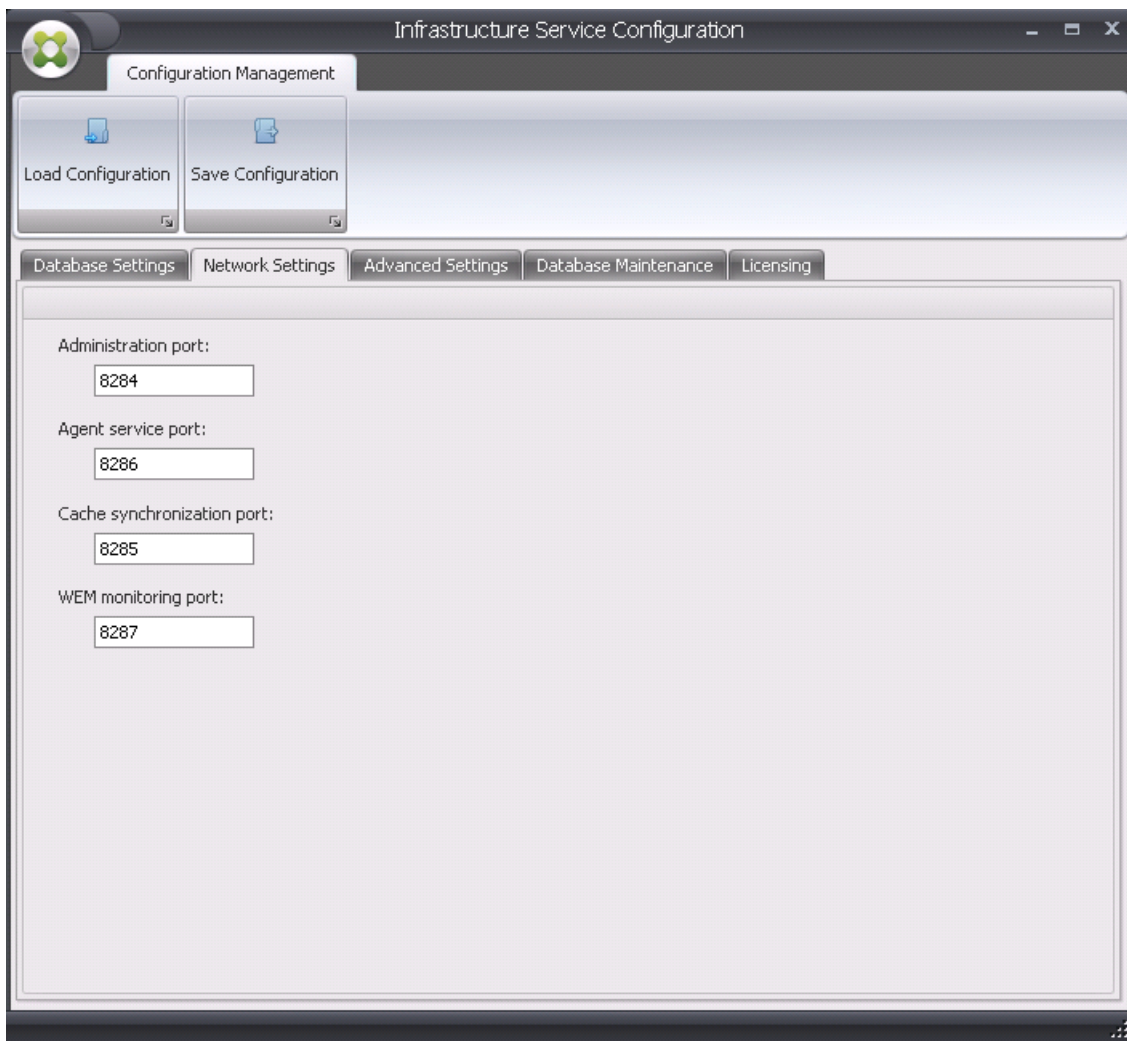 Infrastructure Service Configuration
Configuration Management
Load Configuration
Save Configuration
Database Settings
Network Settings
Advanced Settings
Database Maintenance
Licensing
Administration port:
8284
Agent service port:
8286
Cache synchronization port:
8285
WEM monitoring port:
8287